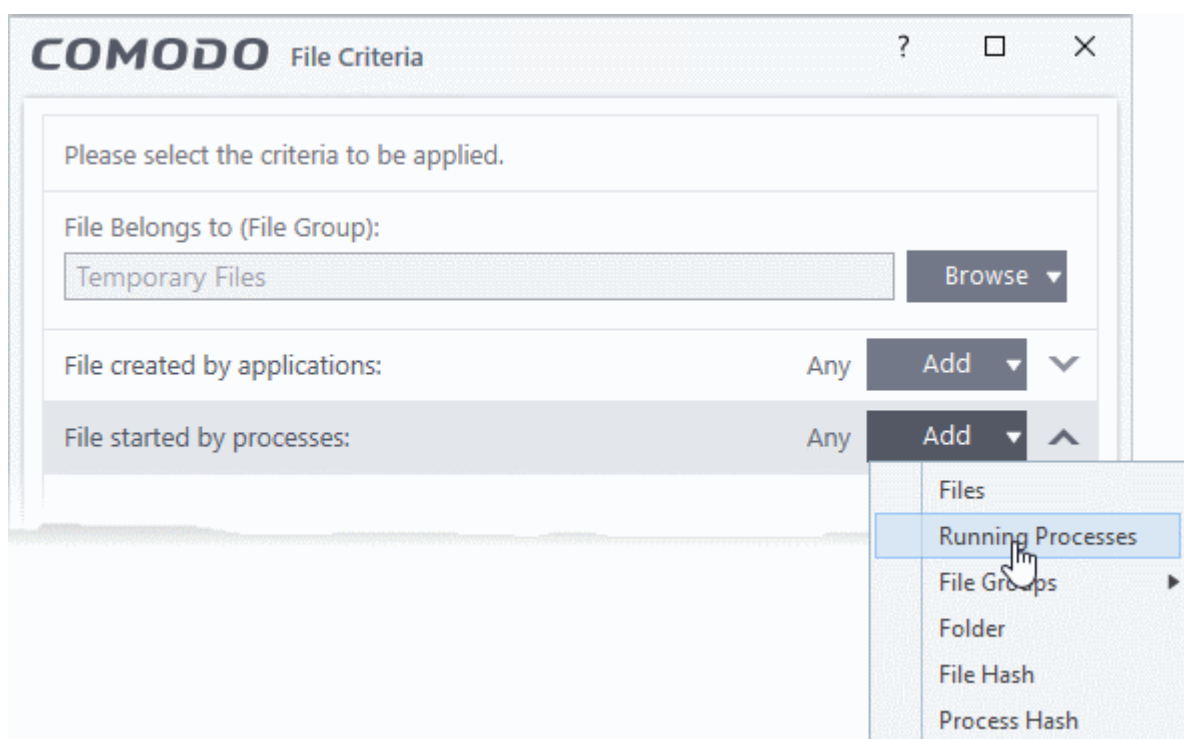 COMODO File Criteria ?
Please select the criteria to be applied.
File Belongs to (File Group):
Temporary Files Browse
File created by applications: Any Add
File started by processes: Any Add
Files
Running Processes
File Groups
Folder
File Hash
Process Hash